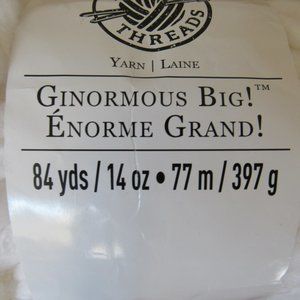 THREADS
YARN | LAINE
GINORMOUS BIG!™
ÉNORME GRAND!
84 yds / 14 oz • 77 m / 397 g